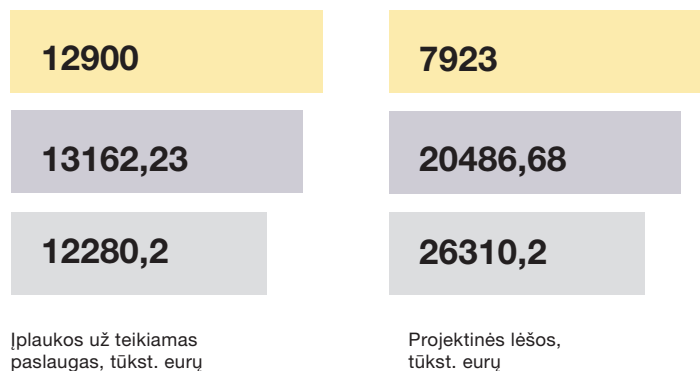 12900
13162,23
12280,2
Įplaukos už teikiamas
paslaugas, tūkst. eurų
7923
20486,68
26310,2
Projektinės lėšos,
tūkst. eurų